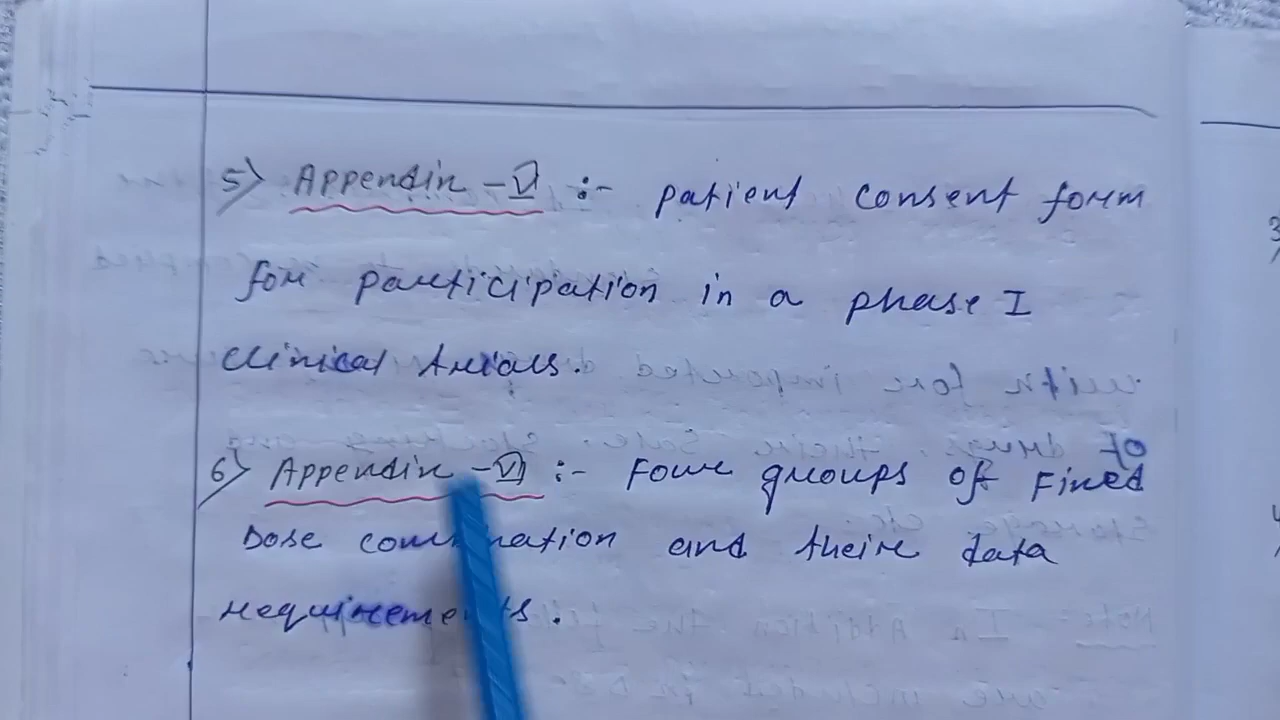 5) Appendix - V :- patient consent form
for participation in a phase I
clinical trials.
6) Appendix - VI :- Four groups of Fixed
Dose combination and their data
requirements.